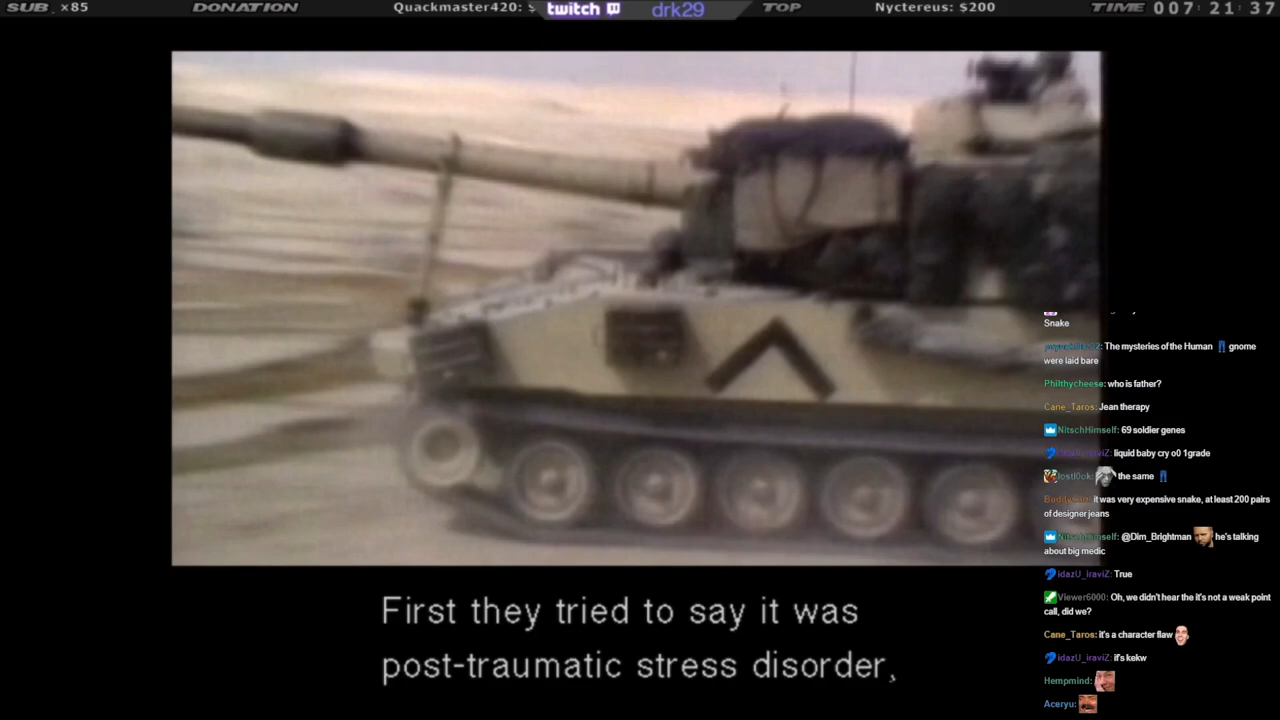 SUB ×85 DONATION Quackmaster420: $ twitch drk29 TOP Nyctereus: $200 TIME 007:21:37
Snake
The mysteries of the Human gnome
were laid bare
Philthycheese: who is father?
Cane_Taros: Jean therapy
NitschHimself: 69 soldier genes
liquid baby cry o0 1grade
lostl0ok: the same
it was very expensive snake, at least 200 pairs
of designer jeans
NitschHimself: @Dim_Brightman he's talking
about big medic
idazU_iraviZ: True
Viewer6000: Oh, we didn't hear the it's not a weak point
call, did we?
Cane_Taros: it's a character flaw
idazU_iraviZ: if's kekw
Hempmind:
Aceryu:
First they tried to say it was
post-traumatic stress disorder,